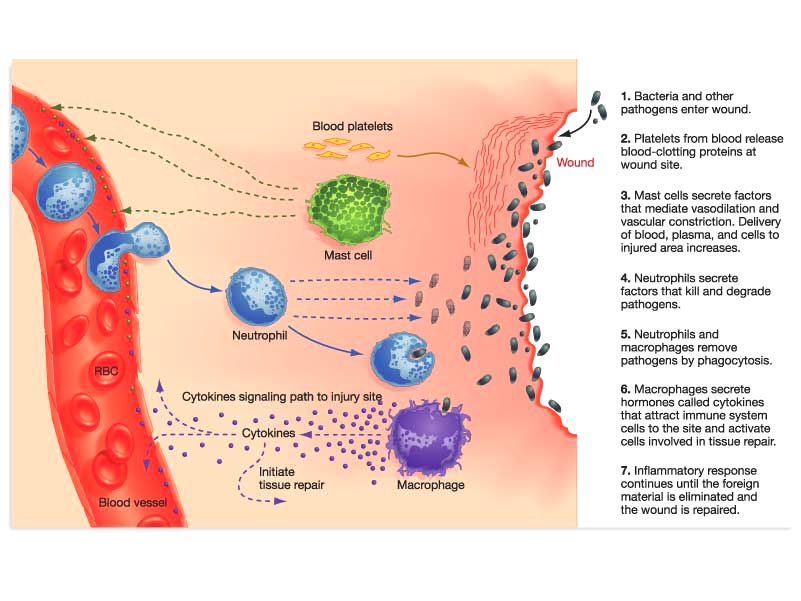 Blood platelets
Wound
Mast cell
Neutrophil
RBC
Cytokines signaling path to injury site
Cytokines
Initiate
tissue repair
Macrophage
Blood vessel
1. Bacteria and other
pathogens enter wound.
2. Platelets from blood release
blood-clotting proteins at
wound site.
3. Mast cells secrete factors
that mediate vasodilation and
vascular constriction. Delivery
of blood, plasma, and cells to
injured area increases.
4. Neutrophils secrete
factors that kill and degrade
pathogens.
5. Neutrophils and
macrophages remove
pathogens by phagocytosis.
6. Macrophages secrete
hormones called cytokines
that attract immune system
cells to the site and activate
cells involved in tissue repair.
7. Inflammatory response
continues until the foreign
material is eliminated and
the wound is repaired.